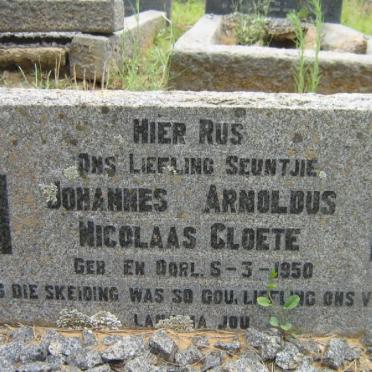 HIER RUS
ONS LIEFLING SEUNTJIE
JOHANNES ARNOLDUS
NICOLAAS CLOETE
GEB. EN OORL. 5-3-1950
DIE SKEIDING WAS SO GOU, LIEFLING ONS
JOU